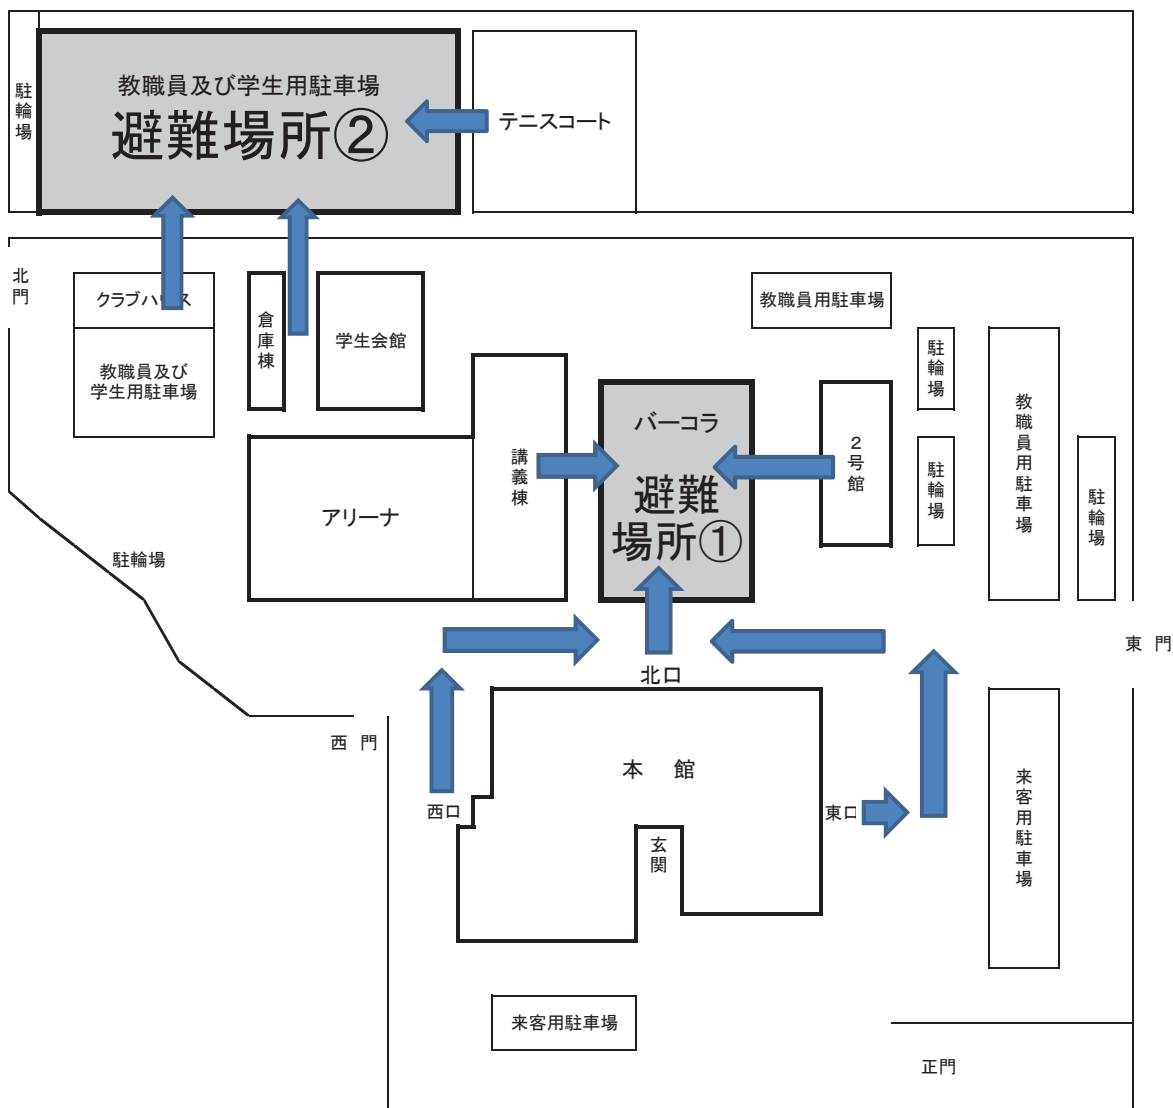 駐輪場
教職員及び学生用駐車場
避難場所②
テニスコート
北門
クラブハウス
教職員及び
学生用駐車場
倉庫棟
学生会館
教職員用駐車場
駐輪場
教職員用駐車場
バーコラ
避難
場所①
講義棟
2号館
駐輪場
駐輪場
アリーナ
駐輪場
東 門
北口
西 門
本 館
西口
東口
玄関
来客用駐車場
来客用駐車場
正門